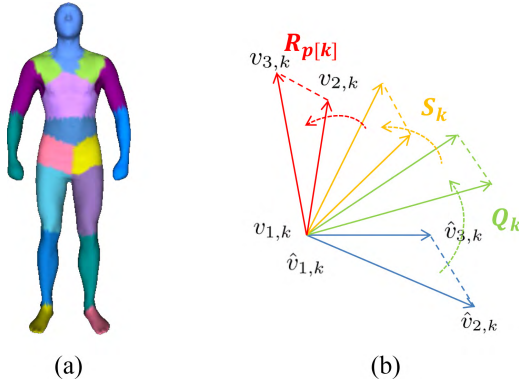 R_{p[k]}
v_{3,k}
v_{2,k}
S_k
Q_k
v_{1,k}
\hat{v}_{3,k}
\hat{v}_{1,k}
\hat{v}_{2,k}
(a)
(b)